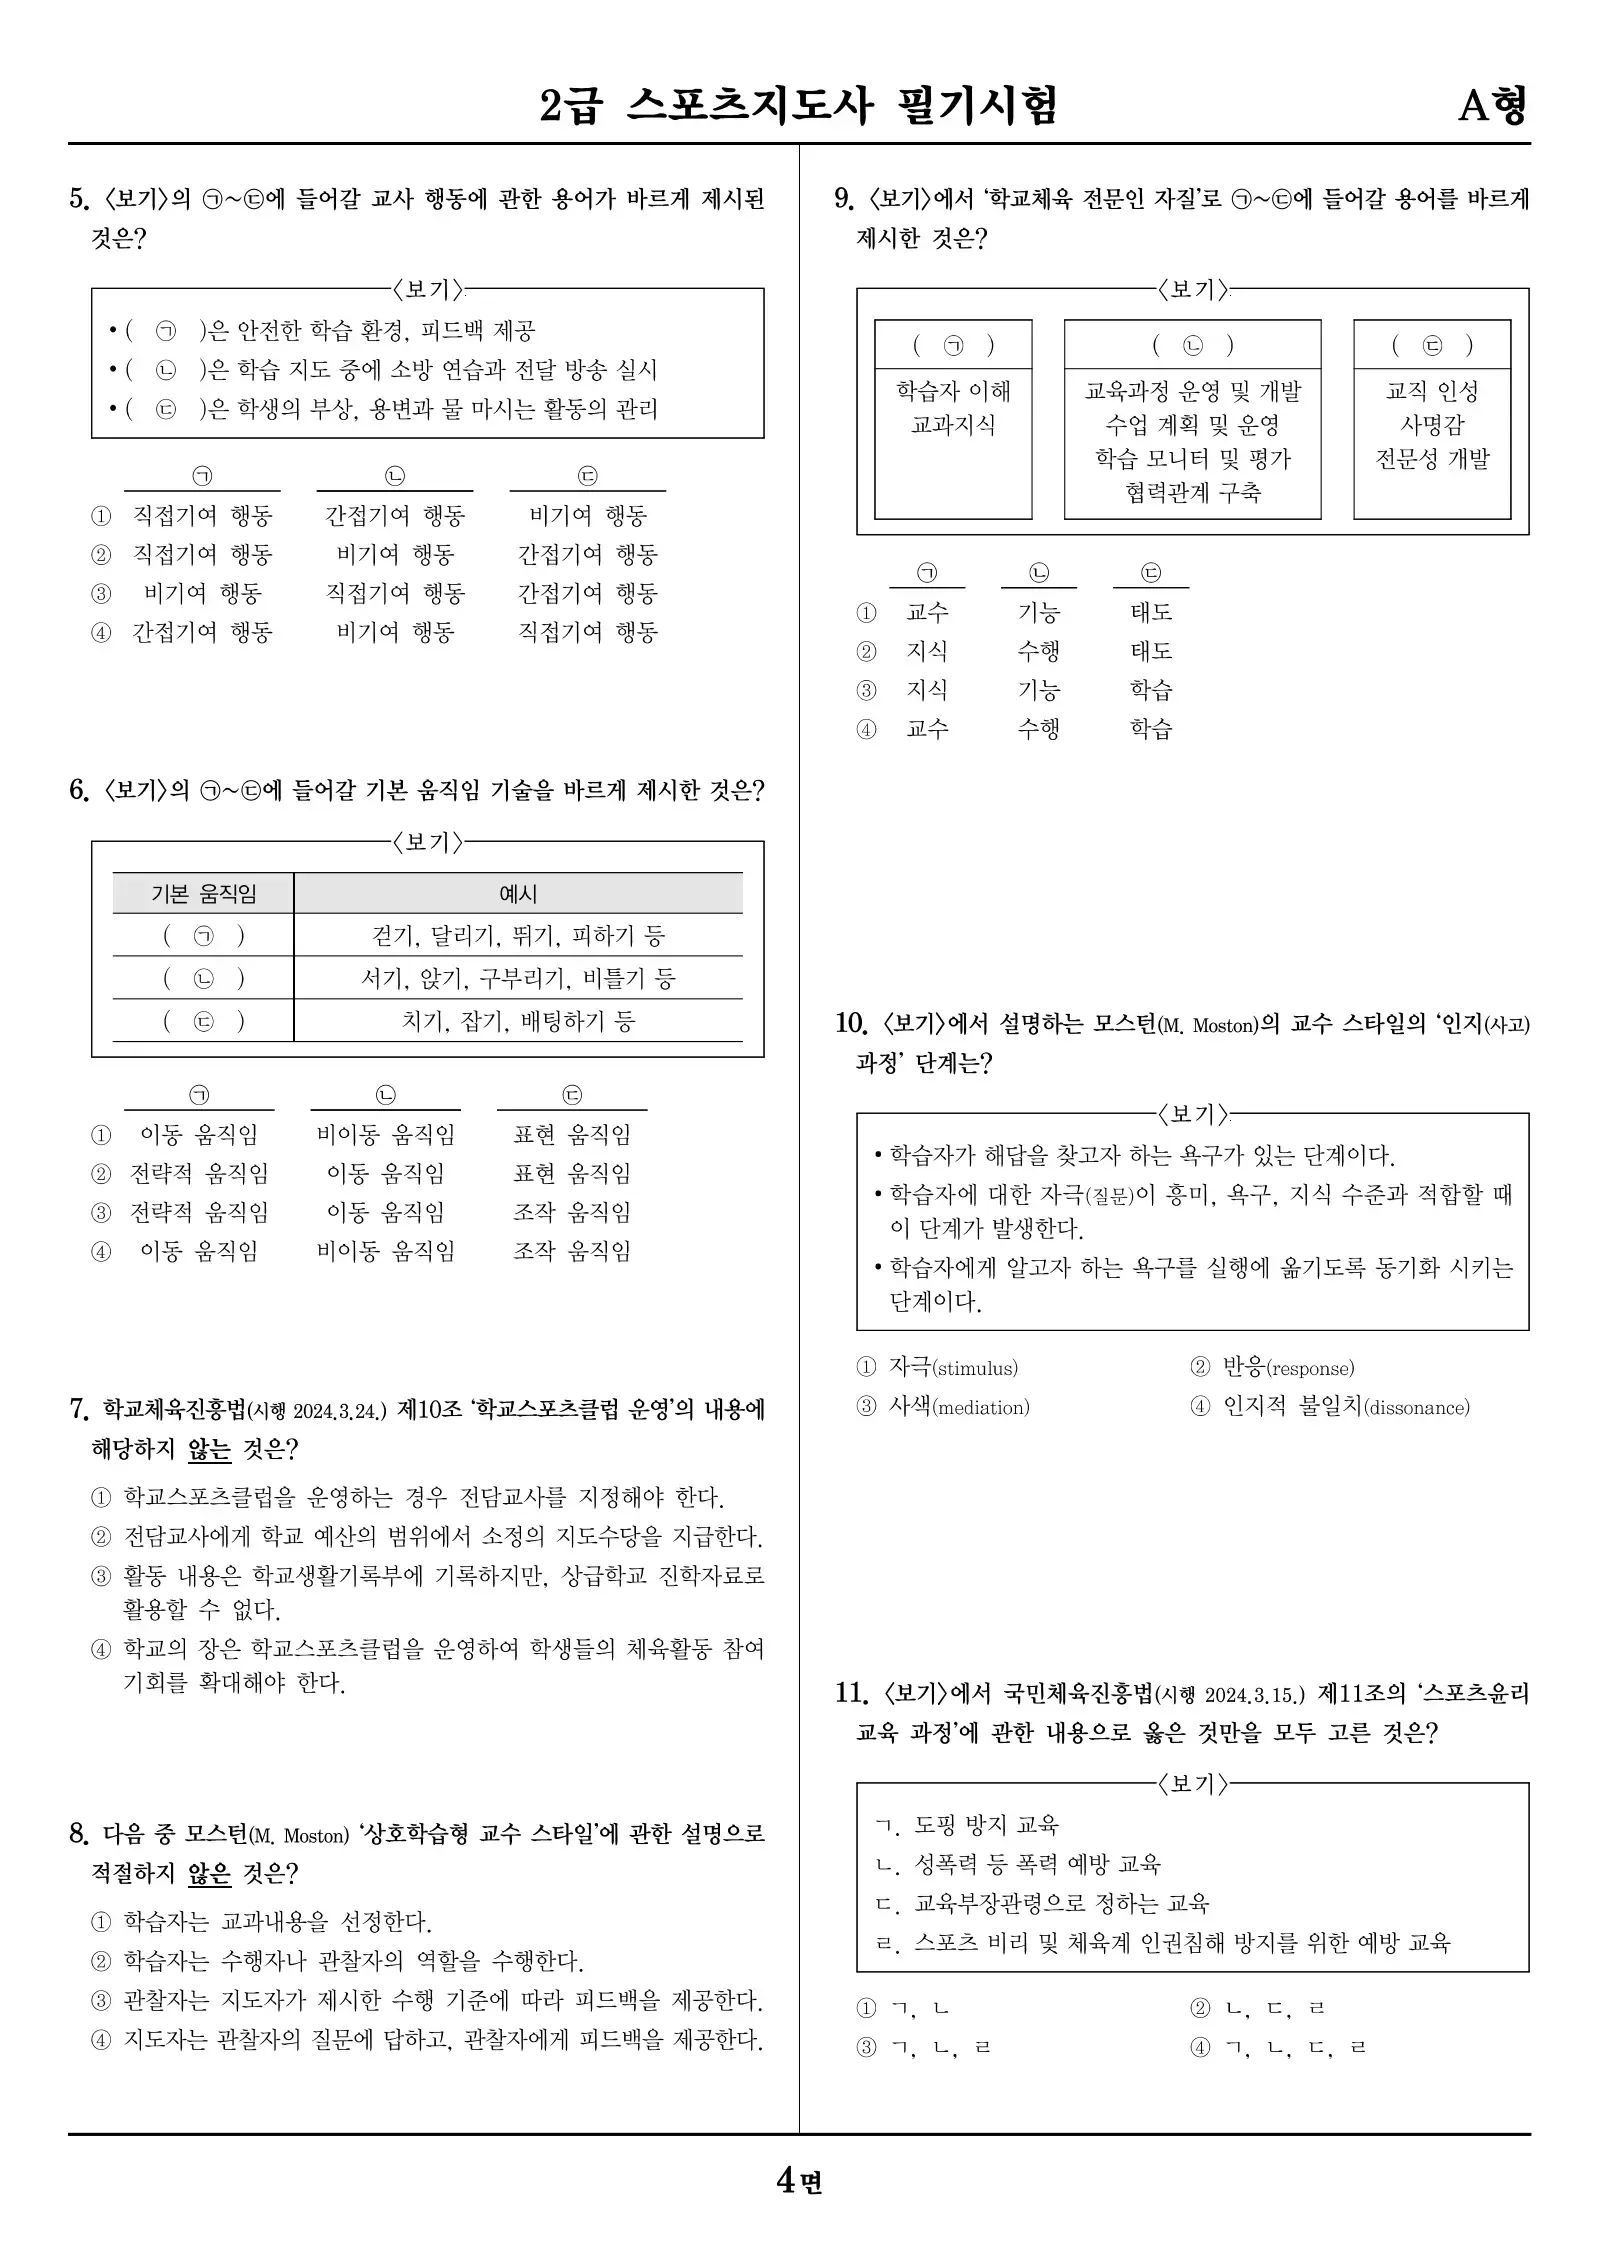 2급 스포츠지도사 필기시험
A형
5. 〈보기〉의 ㉠~㉢에 들어갈 교사 행동에 관한 용어가 바르게 제시된
것은?
〈보기〉
• ( ㉠ )은 안전한 학습 환경, 피드백 제공
• ( ㉡ )은 학습 지도 중에 소방 연습과 전달 방송 실시
• ( ㉢ )은 학생의 부상, 용변과 물 마시는 활동의 관리
㉠ ㉡ ㉢
① 직접기여 행동 간접기여 행동 비기여 행동
② 직접기여 행동 비기여 행동 간접기여 행동
③ 비기여 행동 직접기여 행동 간접기여 행동
④ 간접기여 행동 비기여 행동 직접기여 행동
6. 〈보기〉의 ㉠~㉢에 들어갈 기본 움직임 기술을 바르게 제시한 것은?
〈보기〉
기본 움직임 예시
( ㉠ ) 걷기, 달리기, 뛰기, 피하기 등
( ㉡ ) 서기, 앉기, 구부리기, 비틀기 등
( ㉢ ) 치기, 잡기, 배팅하기 등
㉠ ㉡ ㉢
① 이동 움직임 비이동 움직임 표현 움직임
② 전략적 움직임 이동 움직임 표현 움직임
③ 전략적 움직임 이동 움직임 조작 움직임
④ 이동 움직임 비이동 움직임 조작 움직임
7. 학교체육진흥법(시행 2024.3.24.) 제10조 ‘학교스포츠클럽 운영’의 내용에
해당하지 않는 것은?
① 학교스포츠클럽을 운영하는 경우 전담교사를 지정해야 한다.
② 전담교사에게 학교 예산의 범위에서 소정의 지도수당을 지급한다.
③ 활동 내용은 학교생활기록부에 기록하지만, 상급학교 진학자료로
활용할 수 없다.
④ 학교의 장은 학교스포츠클럽을 운영하여 학생들의 체육활동 참여
기회를 확대해야 한다.
8. 다음 중 모스턴(M. Moston) ‘상호학습형 교수 스타일’에 관한 설명으로
적절하지 않은 것은?
① 학습자는 교과내용을 선정한다.
② 학습자는 수행자나 관찰자의 역할을 수행한다.
③ 관찰자는 지도자가 제시한 수행 기준에 따라 피드백을 제공한다.
④ 지도자는 관찰자의 질문에 답하고, 관찰자에게 피드백을 제공한다.
9. 〈보기〉에서 ‘학교체육 전문인 자질’로 ㉠~㉢에 들어갈 용어를 바르게
제시한 것은?
〈보기〉
( ㉠ ) ( ㉡ ) ( ㉢ )
학습자 이해 교육과정 운영 및 개발 교직 인성
교과지식 수업 계획 및 운영 사명감
학습 모니터 및 평가 전문성 개발
협력관계 구축
㉠ ㉡ ㉢
① 교수 기능 태도
② 지식 수행 태도
③ 지식 기능 학습
④ 교수 수행 학습
10. 〈보기〉에서 설명하는 모스턴(M. Moston)의 교수 스타일의 ‘인지(사고)
과정’ 단계는?
〈보기〉
• 학습자가 해답을 찾고자 하는 욕구가 있는 단계이다.
• 학습자에 대한 자극(질문)이 흥미, 욕구, 지식 수준과 적합할 때
이 단계가 발생한다.
• 학습자에게 알고자 하는 욕구를 실행에 옮기도록 동기화 시키는
단계이다.
① 자극(stimulus) ② 반응(response)
③ 사색(mediation) ④ 인지적 불일치(dissonance)
11. 〈보기〉에서 국민체육진흥법(시행 2024.3.15.) 제11조의 ‘스포츠윤리
교육 과정’에 관한 내용으로 옳은 것만을 모두 고른 것은?
〈보기〉
ㄱ. 도핑 방지 교육
ㄴ. 성폭력 등 폭력 예방 교육
ㄷ. 교육부장관령으로 정하는 교육
ㄹ. 스포츠 비리 및 체육계 인권침해 방지를 위한 예방 교육
① ㄱ, ㄴ ② ㄴ, ㄷ, ㄹ
③ ㄱ, ㄴ, ㄹ ④ ㄱ, ㄴ, ㄷ, ㄹ
4면